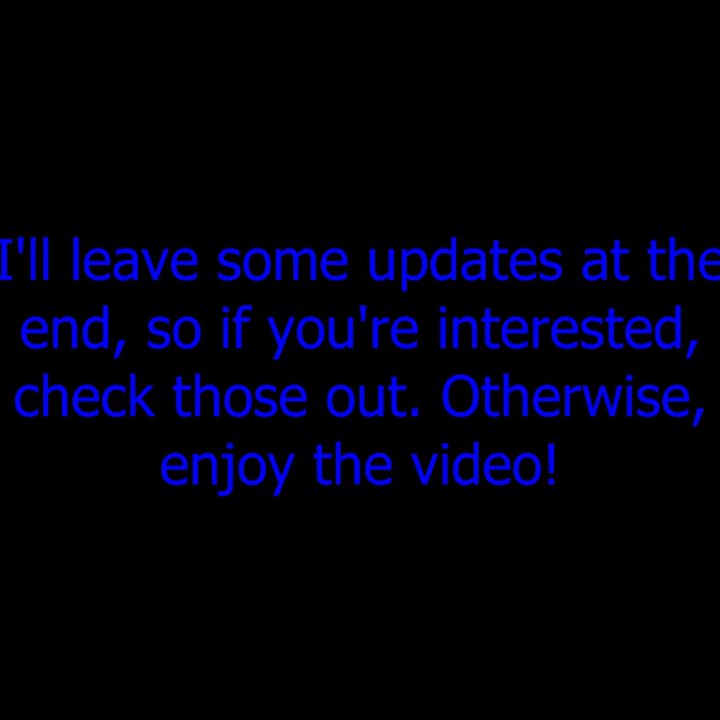 I'll leave some updates at the
end, so if you're interested,
check those out. Otherwise,
enjoy the video!